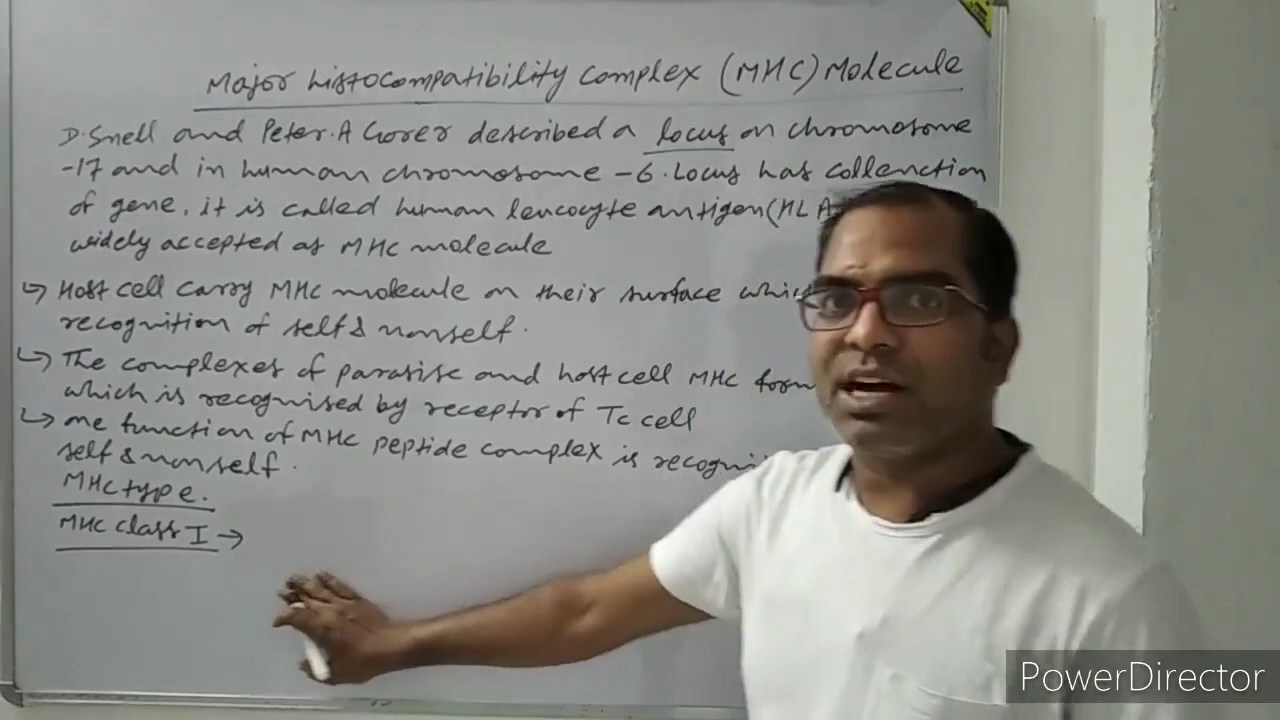 Major histocompatibility Complex (MHC) Molecule
D. Snell and Peter. A Gorer described a locus on chromosome
-17 and in human chromosome -6. Locus has collenction
of gene, it is called human leucocyte antigen (HLA
widely accepted as MHC molecule
↳ Host cell carry MHC molecule on their surface
recognition of self & nonself.
↳ The complexes of parasite and host cell MHC form
which is recognised by receptor of Tc cell
↳ one function of MHC peptide complex is
self & nonself.
MHC type.
MHC class I →
PowerDirector